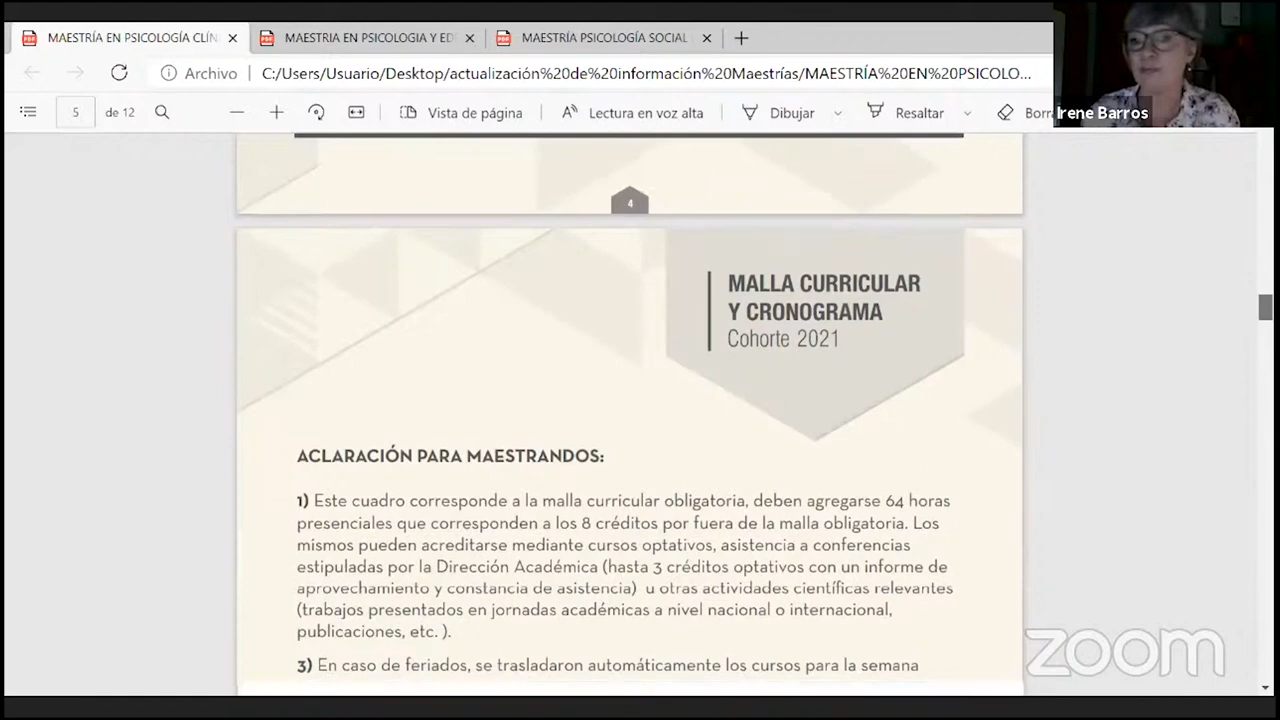 MAESTRÍA EN PSICOLOGÍA CLÍN
MAESTRIA EN PSICOLOGIA Y ED
MAESTRÍA PSICOLOGÍA SOCIAL
Archivo
C:/Users/Usuario/Desktop/actualización%20de%20información%20Maestrías/MAESTRÍA%20EN%20PSICOLO...
Irene Barros
5 de 12
Vista de página
Lectura en voz alta
Dibujar
Resaltar
Borr
4
MALLA CURRICULAR
Y CRONOGRAMA
Cohorte 2021
ACLARACIÓN PARA MAESTRANDOS:
1) Este cuadro corresponde a la malla curricular obligatoria, deben agregarse 64 horas
presenciales que corresponden a los 8 créditos por fuera de la malla obligatoria. Los
mismos pueden acreditarse mediante cursos optativos, asistencia a conferencias
estipuladas por la Dirección Académica (hasta 3 créditos optativos con un informe de
aprovechamiento y constancia de asistencia) u otras actividades científicas relevantes
(trabajos presentados en jornadas académicas a nivel nacional o internacional,
publicaciones, etc. ).
3) En caso de feriados, se trasladaron automáticamente los cursos para la semana
zoom